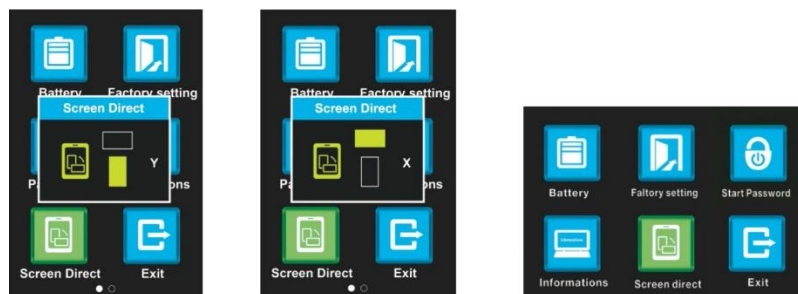 Battery Factory setting
Screen Direct
Y
Pa ons
Screen Direct Exit
Battery Factory setting
Screen Direct
X
Pa ons
Screen Direct Exit
Battery Faltory setting Start Password
Informations
Informations Screen direct Exit